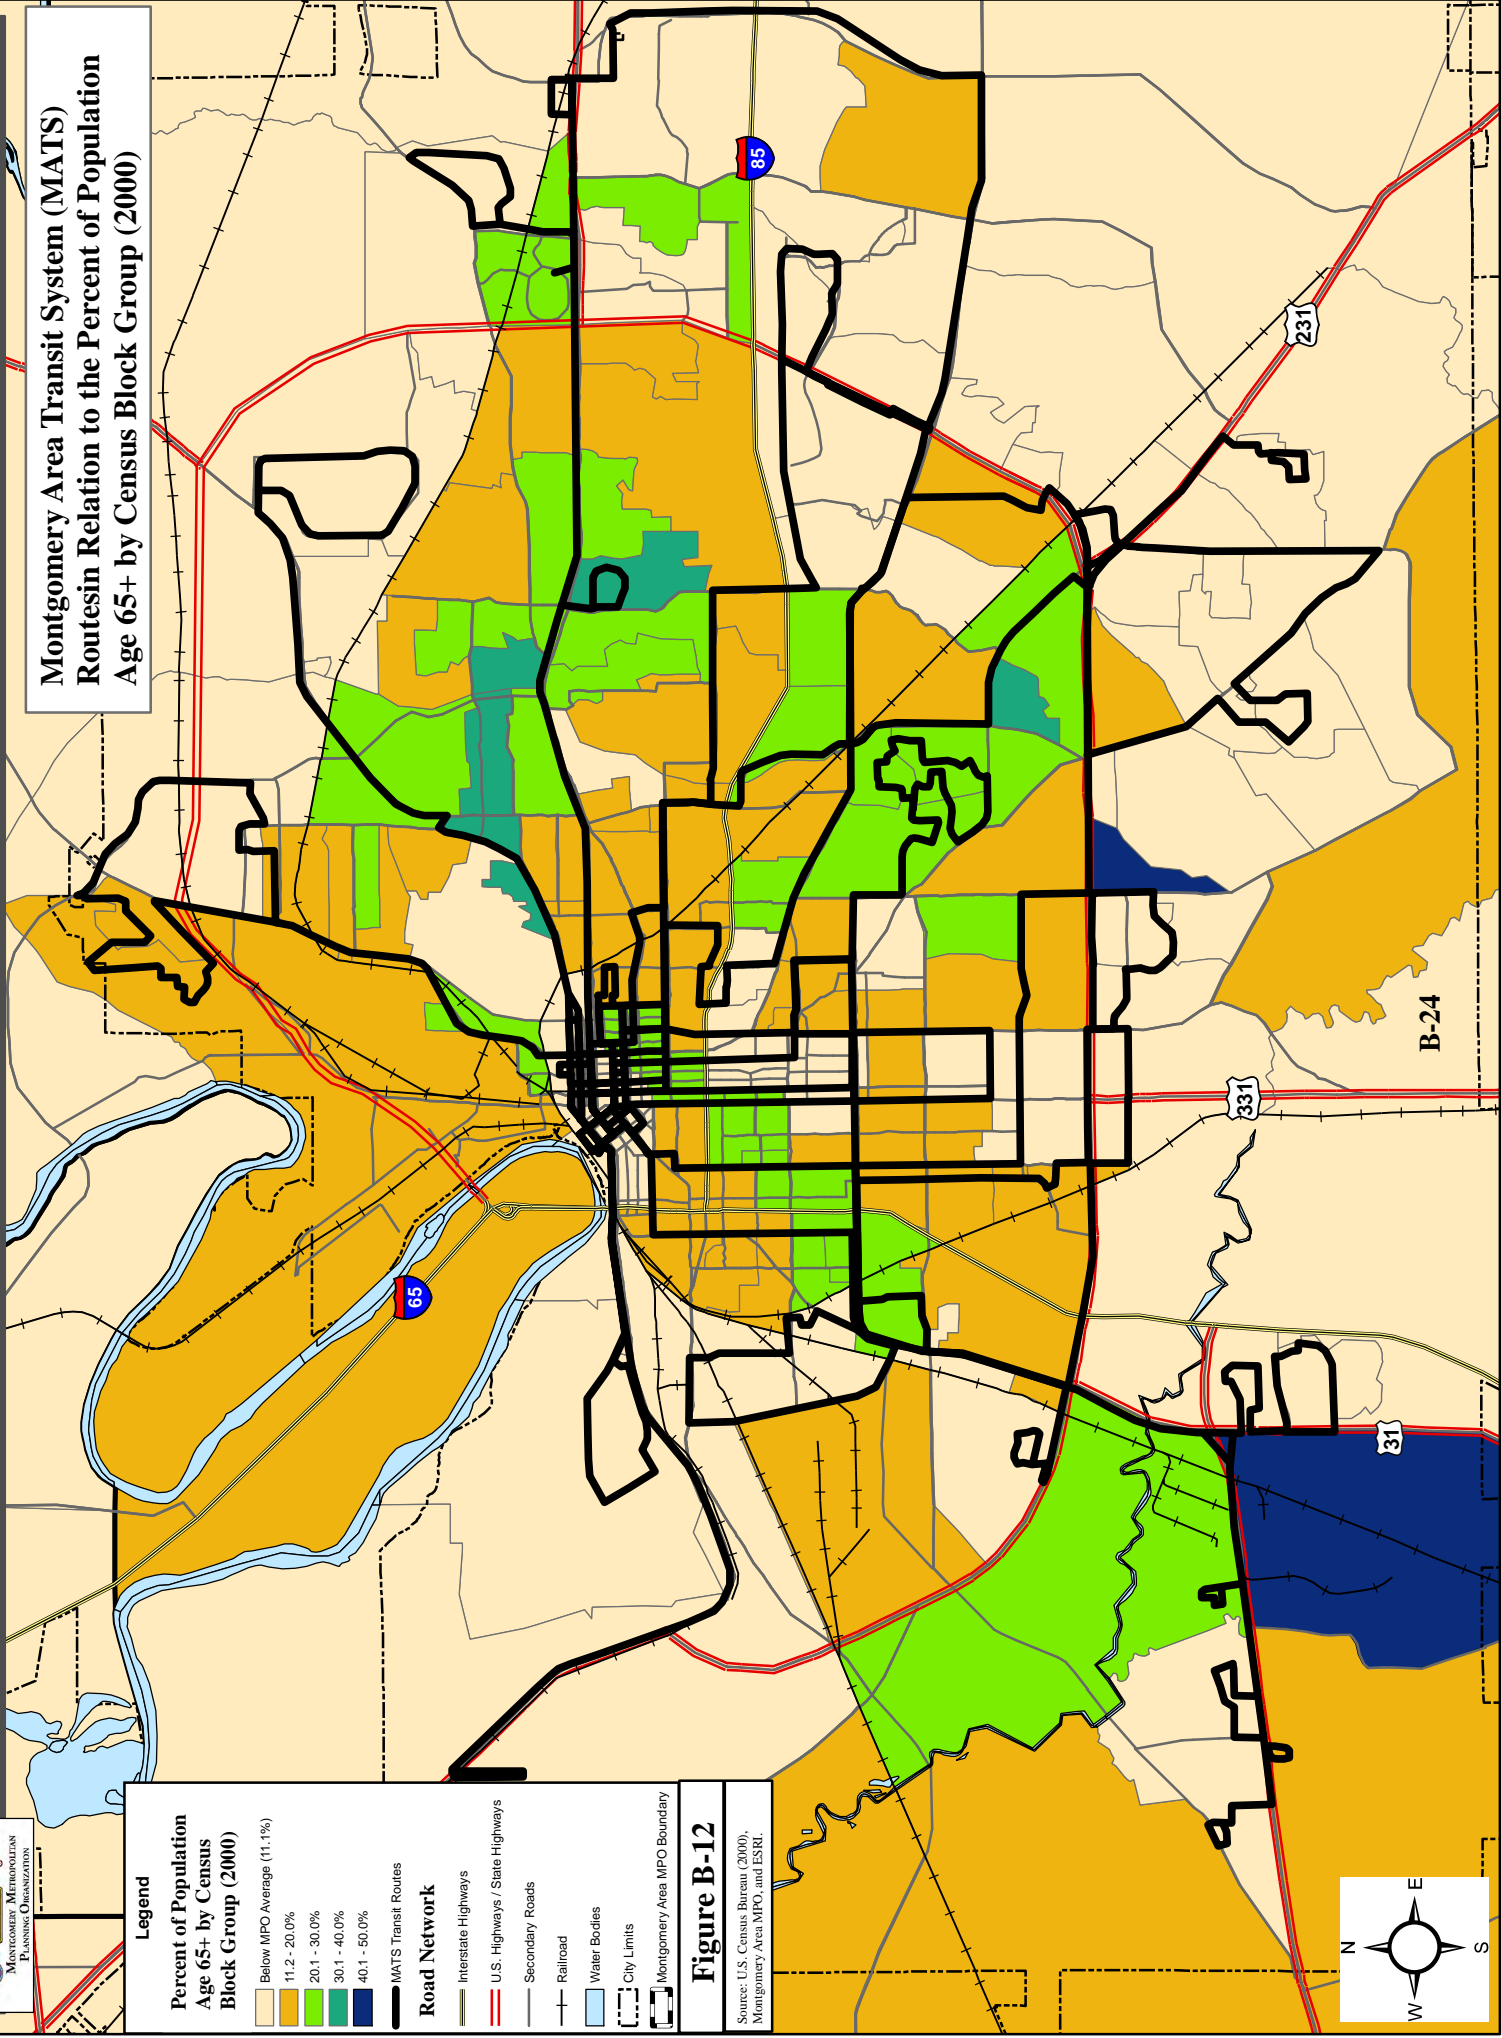 Montgomery Area Transit System (MATS)
Routesin Relation to the Percent of Population
Age 65+ by Census Block Group (2000)
85
231
65
331
31
B-24
MONTGOMERY METROPOLITAN
PLANNING ORGANIZATION
Legend
Percent of Population
Age 65+ by Census
Block Group (2000)
Below MPO Average (11.1%)
11.2 - 20.0%
20.1 - 30.0%
30.1 - 40.0%
40.1 - 50.0%
MATS Transit Routes
Road Network
Interstate Highways
U.S. Highways / State Highways
Secondary Roads
Railroad
Water Bodies
City Limits
Montgomery Area MPO Boundary
Figure B-12
Source: U.S. Census Bureau (2000),
Montgomery Area MPO, and ESRI.
N
W
E
S